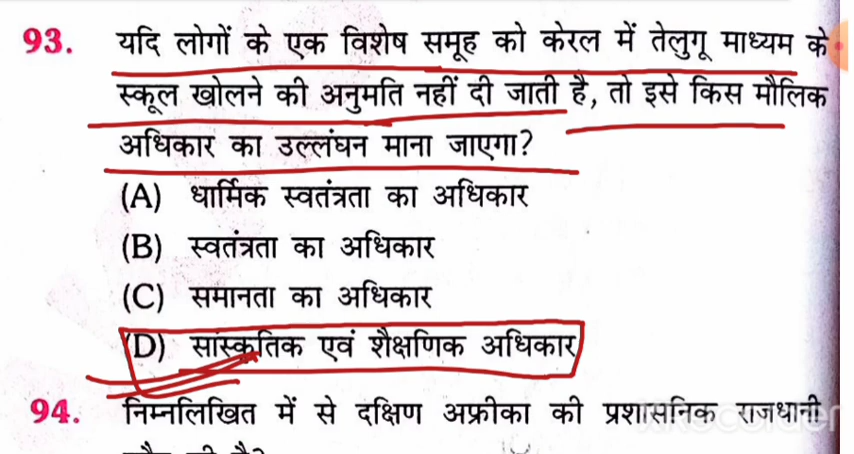 93. यदि लोगों के एक विशेष समूह को केरल में तेलुगू माध्यम के
स्कूल खोलने की अनुमति नहीं दी जाती है, तो इसे किस मौलिक
अधिकार का उल्लंघन माना जाएगा?
(A) धार्मिक स्वतंत्रता का अधिकार
(B) स्वतंत्रता का अधिकार
(C) समानता का अधिकार
(D) सांस्कृतिक एवं शैक्षणिक अधिकार
94. निम्नलिखित में से दक्षिण अफ्रीका की प्रशासनिक राजधानी